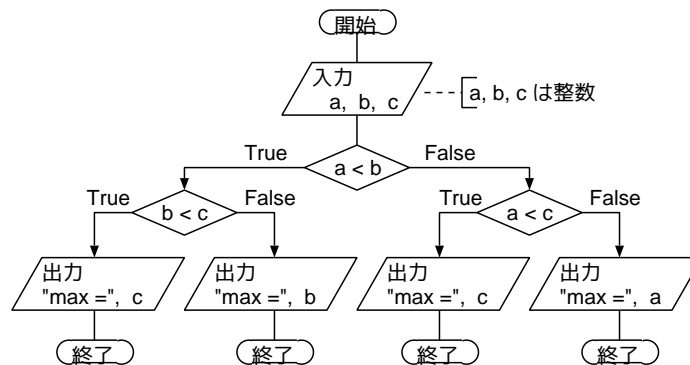 開始
入力
a, b, c
a, b, c は整数
True
a < b
False
True
b < c
False
True
a < c
False
出力
"max =", c
出力
"max =", b
出力
"max =", c
出力
"max =", a
終了
終了
終了
終了